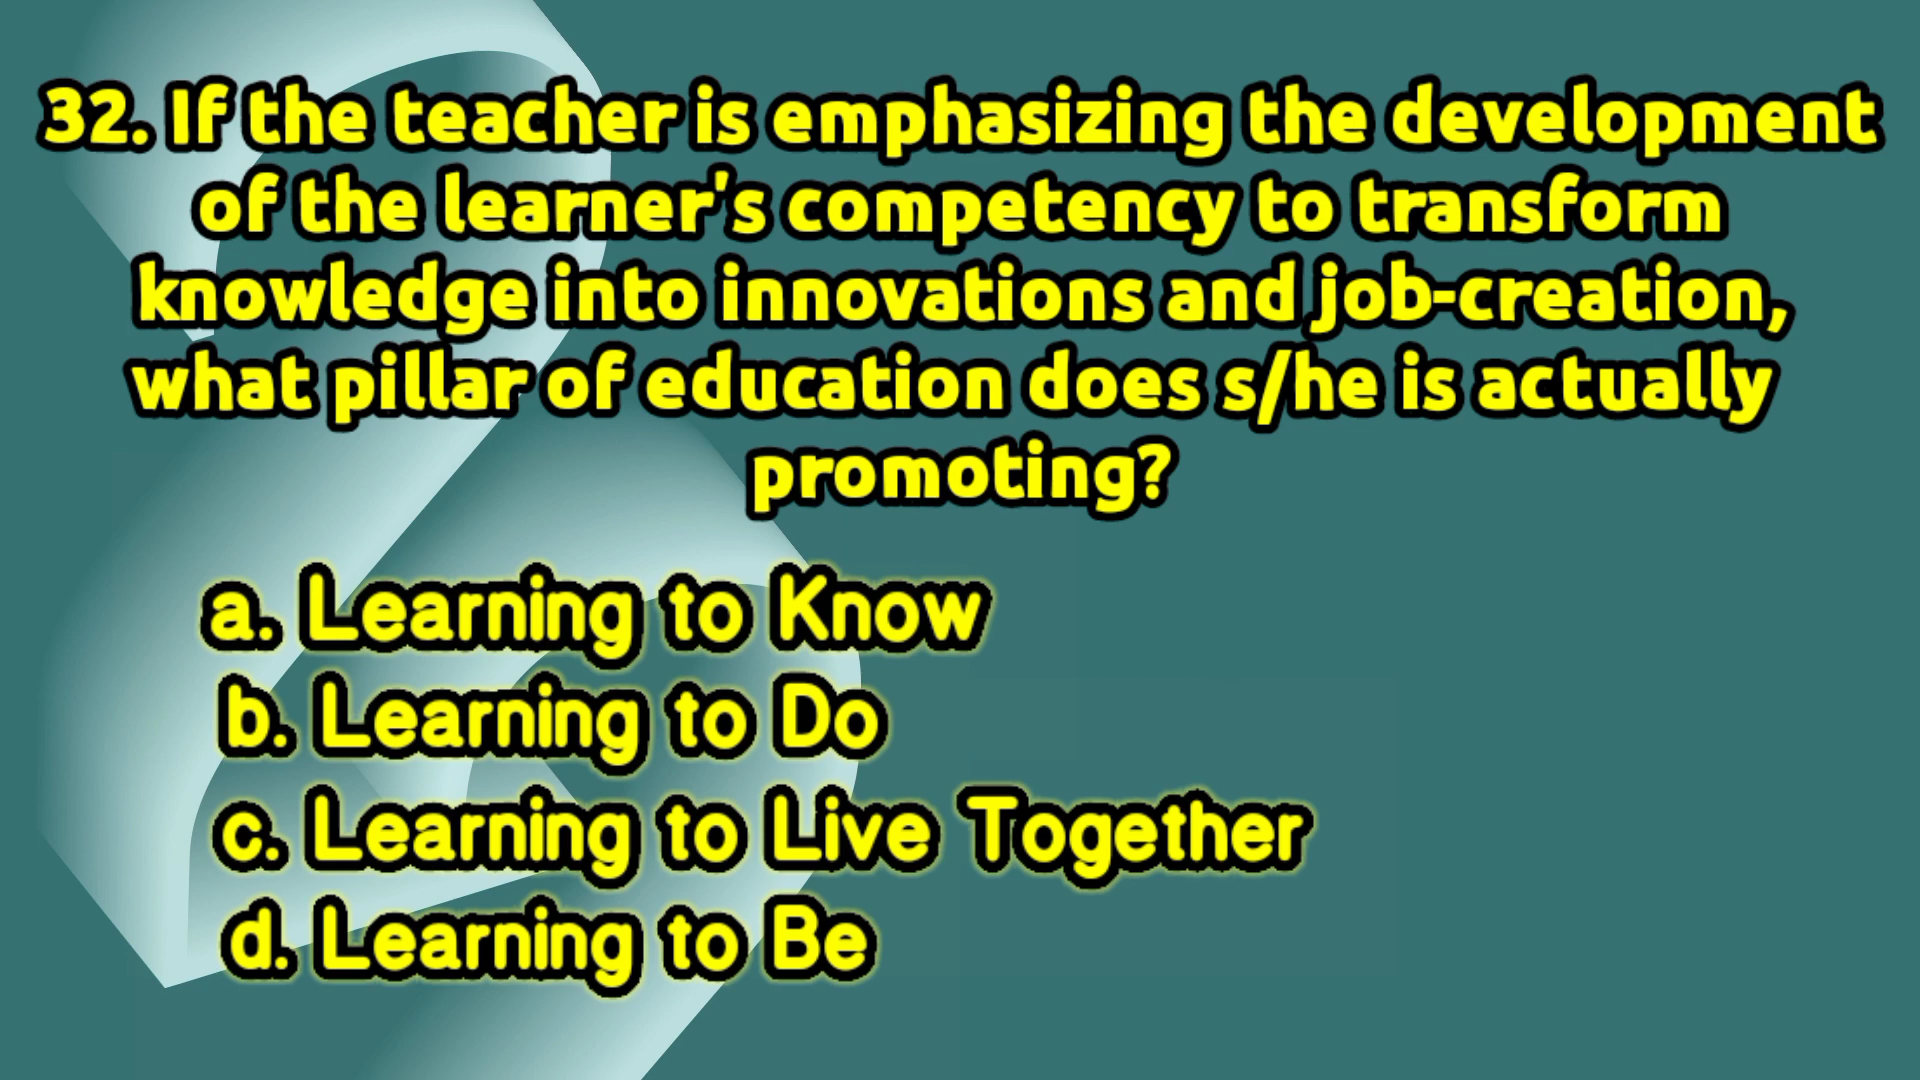 32. If the teacher is emphasizing the development
of the learner's competency to transform
knowledge into innovations and job-creation,
what pillar of education does s/he is actually
promoting?
a. Learning to Know
b. Learning to Do
c. Learning to Live Together
d. Learning to Be